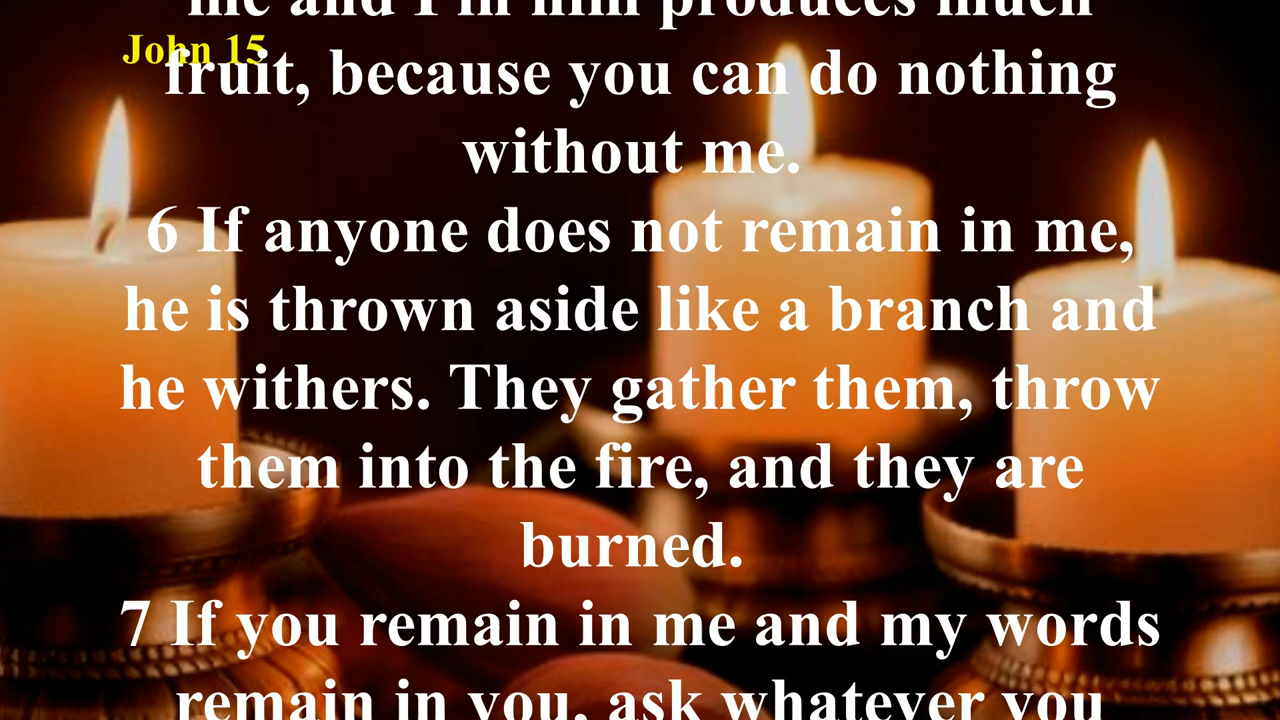 me and I in him produces much
John 15
fruit, because you can do nothing
without me.
6 If anyone does not remain in me,
he is thrown aside like a branch and
he withers. They gather them, throw
them into the fire, and they are
burned.
7 If you remain in me and my words
remain in you, ask whatever you